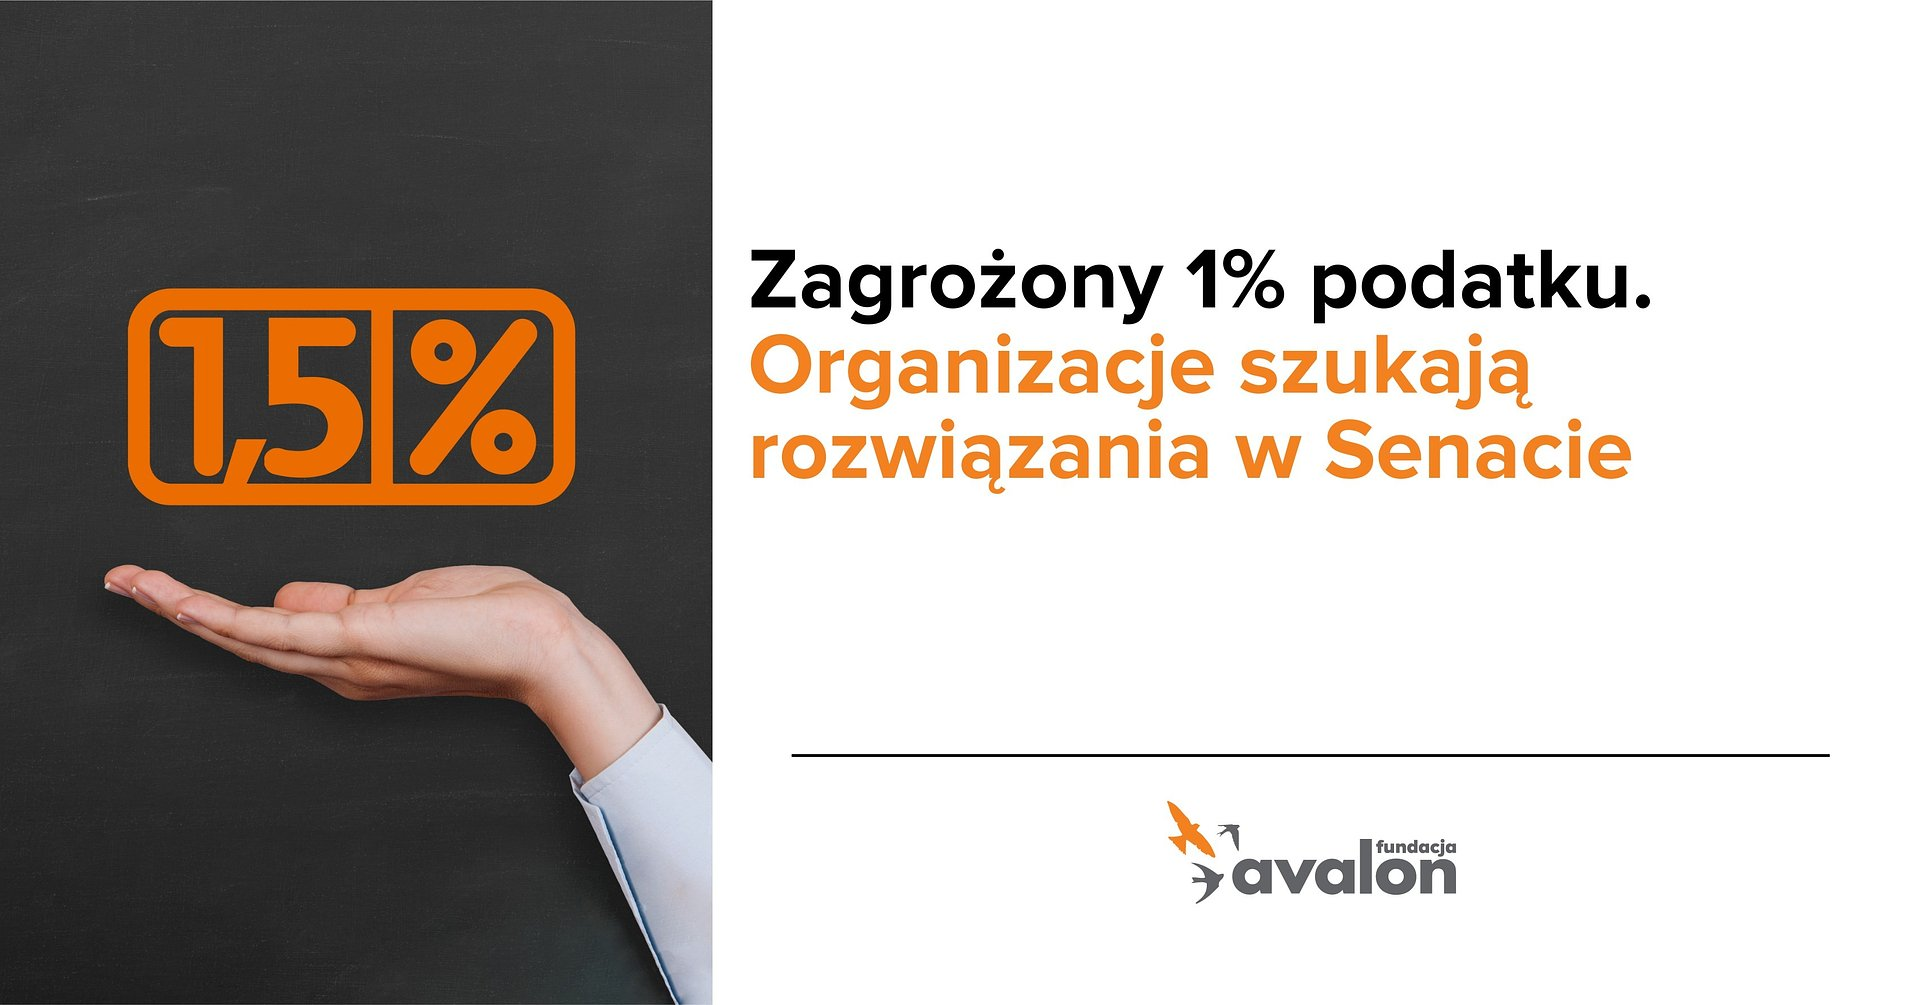 1,5%
Zagrożony 1% podatku.
Organizacje szukają
rozwiązania w Senacie
fundacja
avalon